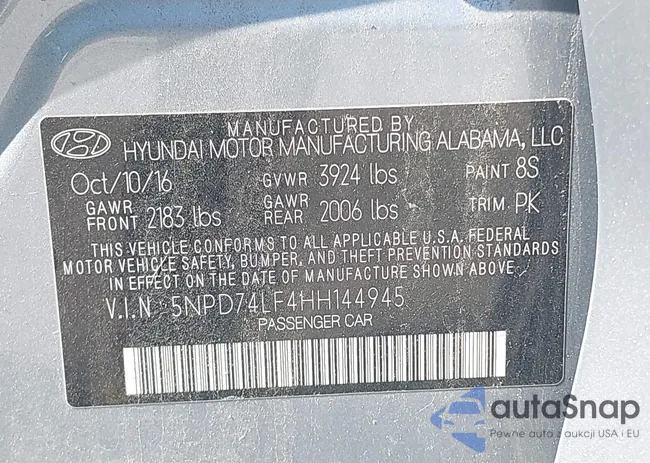 MANUFACTURED BY
HYUNDAI MOTOR MANUFACTURING ALABAMA, LLC
Oct/10/16 GVWR 3924 lbs PAINT 8S
GAWR FRONT 2183 lbs GAWR REAR 2006 lbs TRIM. PK
THIS VEHICLE CONFORMS TO ALL APPLICABLE U.S.A. FEDERAL
MOTOR VEHICLE SAFETY, BUMPER, AND THEFT PREVENTION STANDARDS
IN EFFECT ON THE DATE OF MANUFACTURE SHOWN ABOVE.
V.I.N 5NPD74LF4HH144945
PASSENGER CAR
autaSnap
Pewne auta z aukcji USA i EU